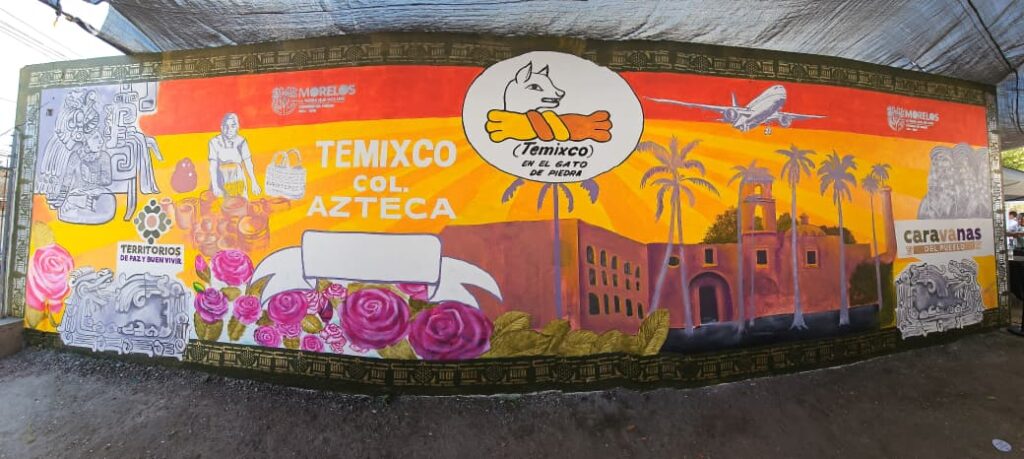 MORELOS
TEMIXCO
COL.
AZTECA
(Temixco)
EN EL GATO
DE PIEDRA
MORELOS
TERRITORIOS
DE PAZ Y BUEN VIVIR
caravanas
DEL PUEBLO